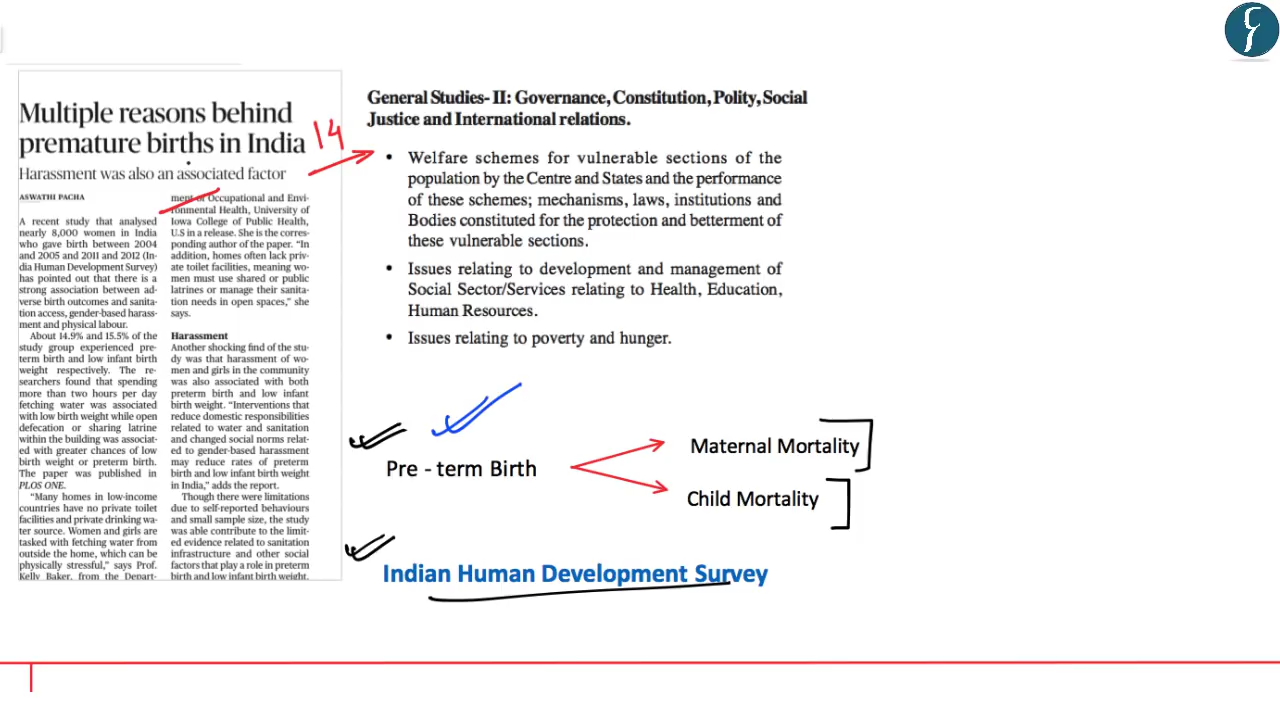 Multiple reasons behind
premature births in India
Harassment was also an associated factor
ASWATHI PACHA
A recent study that analysed
nearly 8,000 women in India
who gave birth between 2004
and 2005 and 2011 and 2012 (In-
dia Human Development Survey)
has pointed out that there is a
strong association between ad-
verse birth outcomes and sanita-
tion access, gender-based harass-
ment and physical labour.
About 14.9% and 15.5% of the
study group experienced pre-
term birth and low infant birth
weight respectively. The re-
searchers found that spending
more than two hours per day
fetching water was associated
with low birth weight while open
defecation or sharing latrine
within the building was associat-
ed with greater chances of low
birth weight or preterm birth.
The paper was published in
PLOS ONE.
"Many homes in low-income
countries have no private toilet
facilities and private drinking wa-
ter source. Women and girls are
tasked with fetching water from
outside the home, which can be
physically stressful," says Prof.
Kelly Baker, from the Depart-
ment of Occupational and Envi-
ronmental Health, University of
Iowa College of Public Health,
U.S in a release. She is the corres-
ponding author of the paper. "In
addition, homes often lack priv-
ate toilet facilities, meaning wo-
men must use shared or public
latrines or manage their sanita-
tion needs in open spaces," she
says.
Harassment
Another shocking find of the stu-
dy was that harassment of wo-
men and girls in the community
was also associated with both
preterm birth and low infant
birth weight. "Interventions that
reduce domestic responsibilities
related to water and sanitation
and changed social norms relat-
ed to gender-based harassment
may reduce rates of preterm
birth and low infant birth weight
in India," adds the report.
Though there were limitations
due to self-reported behaviours
and small sample size, the study
was able contribute to the limit-
ed evidence related to sanitation
infrastructure and other social
factors that play a role in preterm
birth and low infant birth weight.
14
General Studies- II: Governance, Constitution, Polity, Social
Justice and International relations.
• Welfare schemes for vulnerable sections of the
population by the Centre and States and the performance
of these schemes; mechanisms, laws, institutions and
Bodies constituted for the protection and betterment of
these vulnerable sections.
• Issues relating to development and management of
Social Sector/Services relating to Health, Education,
Human Resources.
• Issues relating to poverty and hunger.
Pre - term Birth
Maternal Mortality
Child Mortality
Indian Human Development Survey